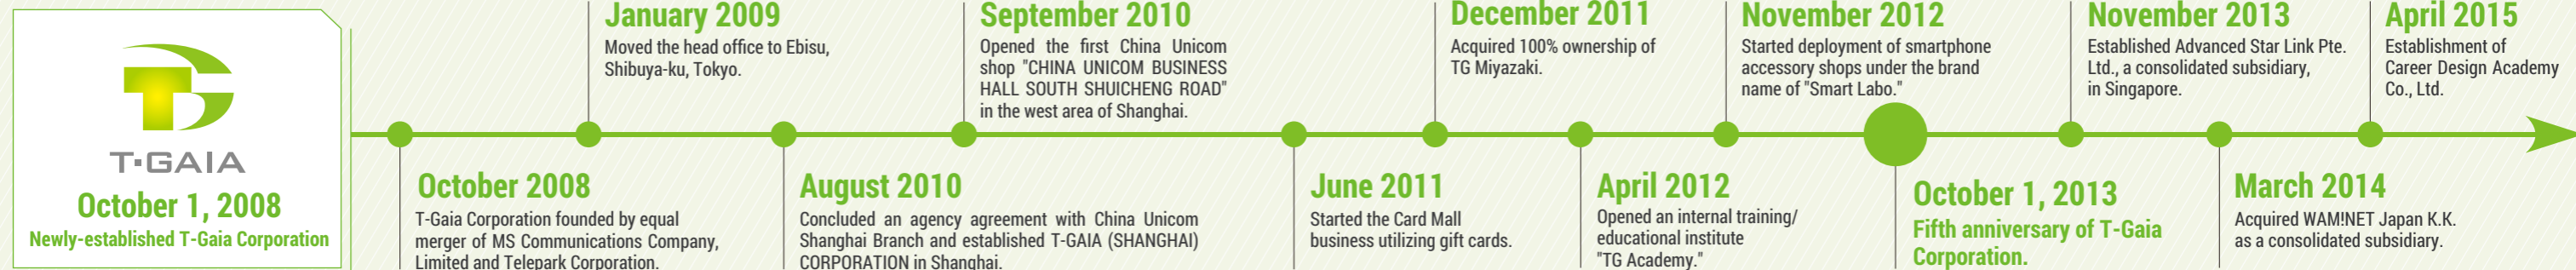 T-GAIA
October 1, 2008
Newly-established T-Gaia Corporation
October 2008
T-Gaia Corporation founded by equal
merger of MS Communications Company,
Limited and Telepark Corporation.
January 2009
Moved the head office to Ebisu,
Shibuya-ku, Tokyo.
August 2010
Concluded an agency agreement with China Unicom
Shanghai Branch and established T-GAIA (SHANGHAI)
CORPORATION in Shanghai.
September 2010
Opened the first China Unicom
shop "CHINA UNICOM BUSINESS
HALL SOUTH SHUICHENG ROAD"
in the west area of Shanghai.
June 2011
Started the Card Mall
business utilizing gift cards.
December 2011
Acquired 100% ownership of
TG Miyazaki.
April 2012
Opened an internal training/
educational institute
"TG Academy."
November 2012
Started deployment of smartphone
accessory shops under the brand
name of "Smart Labo."
October 1, 2013
Fifth anniversary of T-Gaia
Corporation.
November 2013
Established Advanced Star Link Pte.
Ltd., a consolidated subsidiary,
in Singapore.
March 2014
Acquired WAM!NET Japan K.K.
as a consolidated subsidiary.
April 2015
Establishment of
Career Design Academy
Co., Ltd.